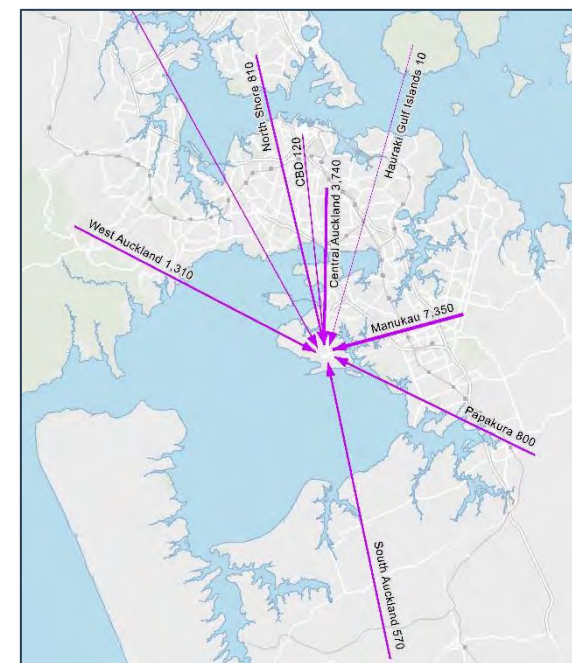 North Shore 810
Hauraki Gulf Islands 10
CBD 120
Central Auckland 3,740
West Auckland 1,310
Manukau 7,350
Papakura 800
South Auckland 570